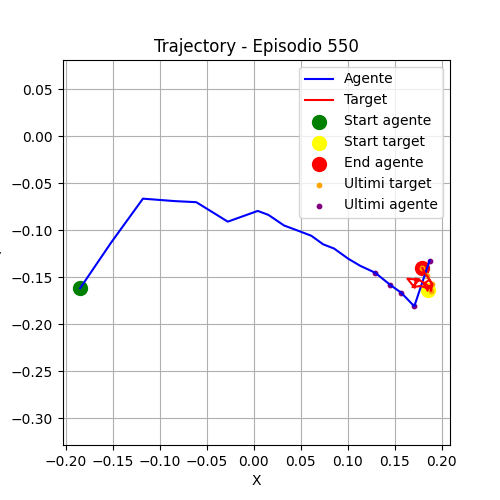 Trajectory - Episodio 550
Agente
Target
Start agente
Start target
End agente
Ultimi target
Ultimi agente
0.05
0.00
−0.05
−0.10
−0.15
−0.20
−0.25
−0.30
−0.20 −0.15 −0.10 −0.05 0.00 0.05 0.10 0.15 0.20
X